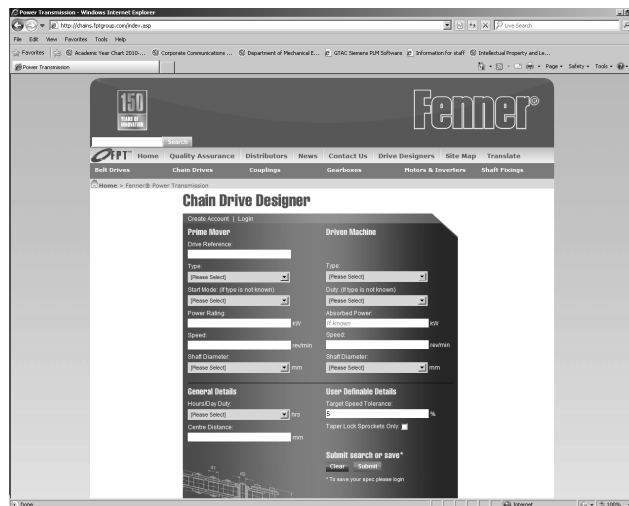 Power Transmission - Windows Internet Explorer
http://chains.fptgroup.com/index.asp
Live Search
File Edit View Favorites Tools Help
Favorites Academic Year Chart 2010-... Corporate Communications ... Department of Mechanical E... GTAC Siemens PLM Software Information for staff Intellectual Property and Le...
Power Transmission
Page Safety Tools
150
YEARS OF
INNOVATION
Fenner®
Search
FPT Home Quality Assurance Distributors News Contact Us Drive Designers Site Map Translate
Belt Drives Chain Drives Couplings Gearboxes Motors & Inverters Shaft Fixings
Home > Fenner® Power Transmission
Chain Drive Designer
Create Account | Login
Prime Mover
Drive Reference:
Type:
[Please Select]
Start Mode: (If type is not known)
[Please Select]
Power Rating:
kW
Speed:
rev/min
Shaft Diameter:
[Please Select] mm
Driven Machine
Type:
[Please Select]
Duty: (If type is not known)
[Please Select]
Absorbed Power:
If known kW
Speed:
rev/min
Shaft Diameter:
[Please Select] mm
General Details
Hours/Day Duty:
[Please Select] hrs
Centre Distance:
mm
User Definable Details
Target Speed Tolerance:
5 %
Taper Lock Sprockets Only:
Submit search or save*
Clear Submit
* To save your spec please login
Done
Internet
100%